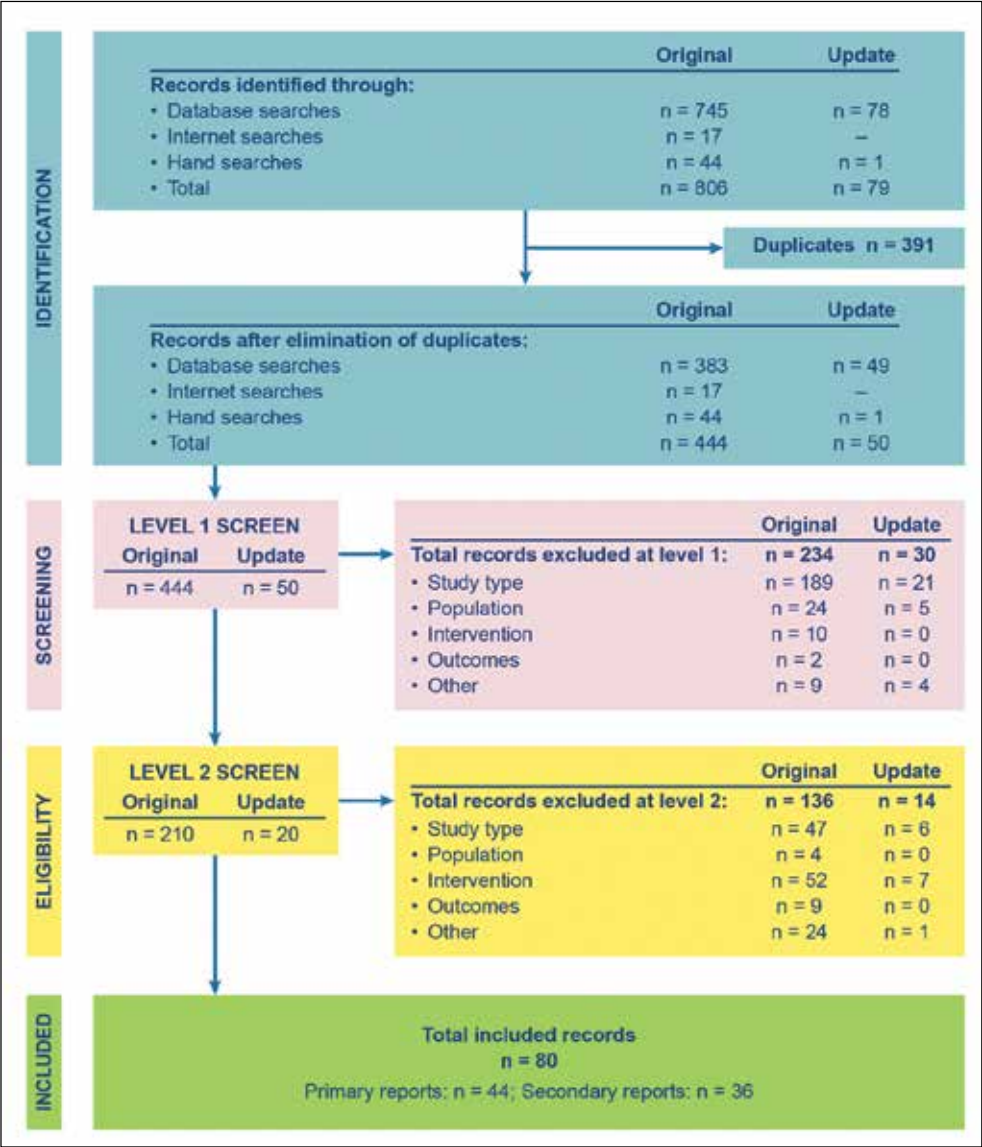 IDENTIFICATION
Original Update
Records identified through:
• Database searches n = 745 n = 78
• Internet searches n = 17 –
• Hand searches n = 44 n = 1
• Total n = 806 n = 79
Duplicates n = 391
Original Update
Records after elimination of duplicates:
• Database searches n = 383 n = 49
• Internet searches n = 17 –
• Hand searches n = 44 n = 1
• Total n = 444 n = 50
SCREENING
LEVEL 1 SCREEN
Original Update
n = 444 n = 50
Original Update
Total records excluded at level 1: n = 234 n = 30
• Study type n = 189 n = 21
• Population n = 24 n = 5
• Intervention n = 10 n = 0
• Outcomes n = 2 n = 0
• Other n = 9 n = 4
ELIGIBILITY
LEVEL 2 SCREEN
Original Update
n = 210 n = 20
Original Update
Total records excluded at level 2: n = 136 n = 14
• Study type n = 47 n = 6
• Population n = 4 n = 0
• Intervention n = 52 n = 7
• Outcomes n = 9 n = 0
• Other n = 24 n = 1
INCLUDED
Total included records
n = 80
Primary reports: n = 44; Secondary reports: n = 36